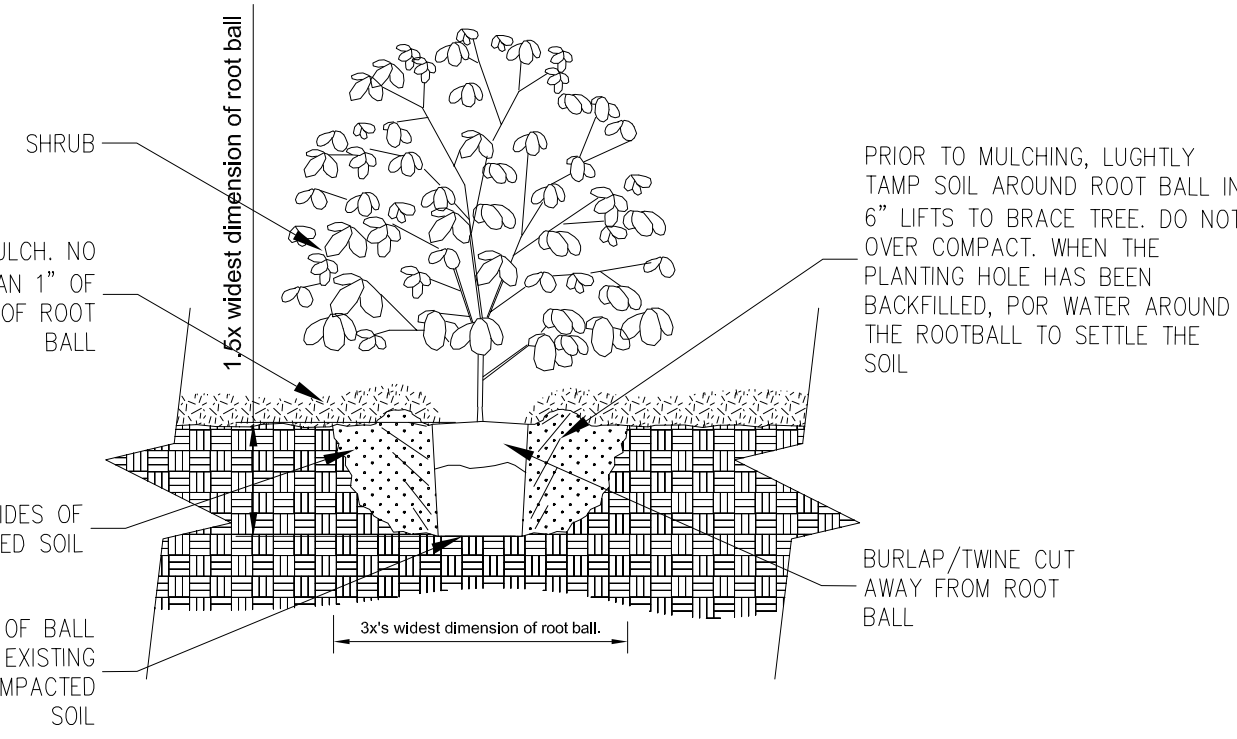 1.5x widest dimension of root ball
SHRUB
ULCH. NO
AN 1" OF
OF ROOT
BALL
IDES OF
ED SOIL
OF BALL
EXISTING
MPACTED
SOIL
3x's widest dimension of root ball.
PRIOR TO MULCHING, LUGHTLY
TAMP SOIL AROUND ROOT BALL IN
6" LIFTS TO BRACE TREE. DO NOT
OVER COMPACT. WHEN THE
PLANTING HOLE HAS BEEN
BACKFILLED, POR WATER AROUND
THE ROOTBALL TO SETTLE THE
SOIL
BURLAP/TWINE CUT
AWAY FROM ROOT
BALL